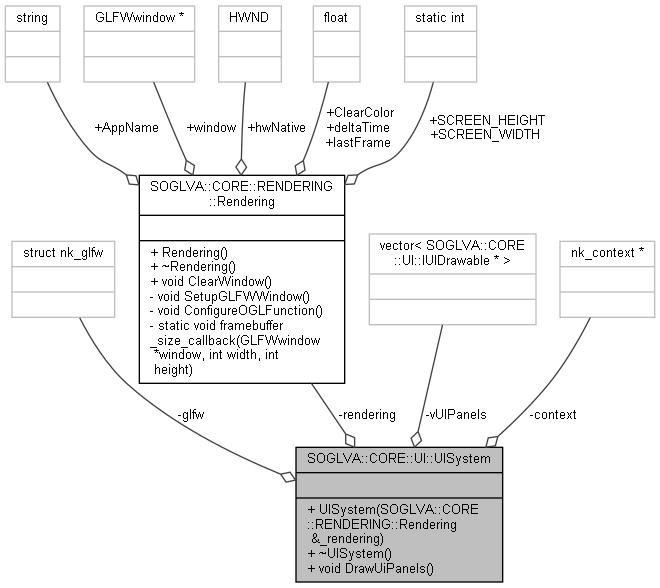 string
GLFWwindow *
HWND
float
static int
+AppName
+window
+hwNative
+ClearColor
+deltaTime
+lastFrame
+SCREEN_HEIGHT
+SCREEN_WIDTH
SOGLVA::CORE::RENDERING
::Rendering
+ Rendering()
+ ~Rendering()
+ void ClearWindow()
- void SetupGLFWWindow()
- void ConfigureOGLFunction()
- static void framebuffer
_size_callback(GLFWwindow
*window, int width, int
height)
struct nk_glfw
vector< SOGLVA::CORE
::UI::IUIDrawable * >
nk_context *
-glfw
-rendering
-vUIPanels
-context
SOGLVA::CORE::UI::UISystem
+ UISystem(SOGLVA::CORE
::RENDERING::Rendering
&_rendering)
+ ~UISystem()
+ void DrawUiPanels()